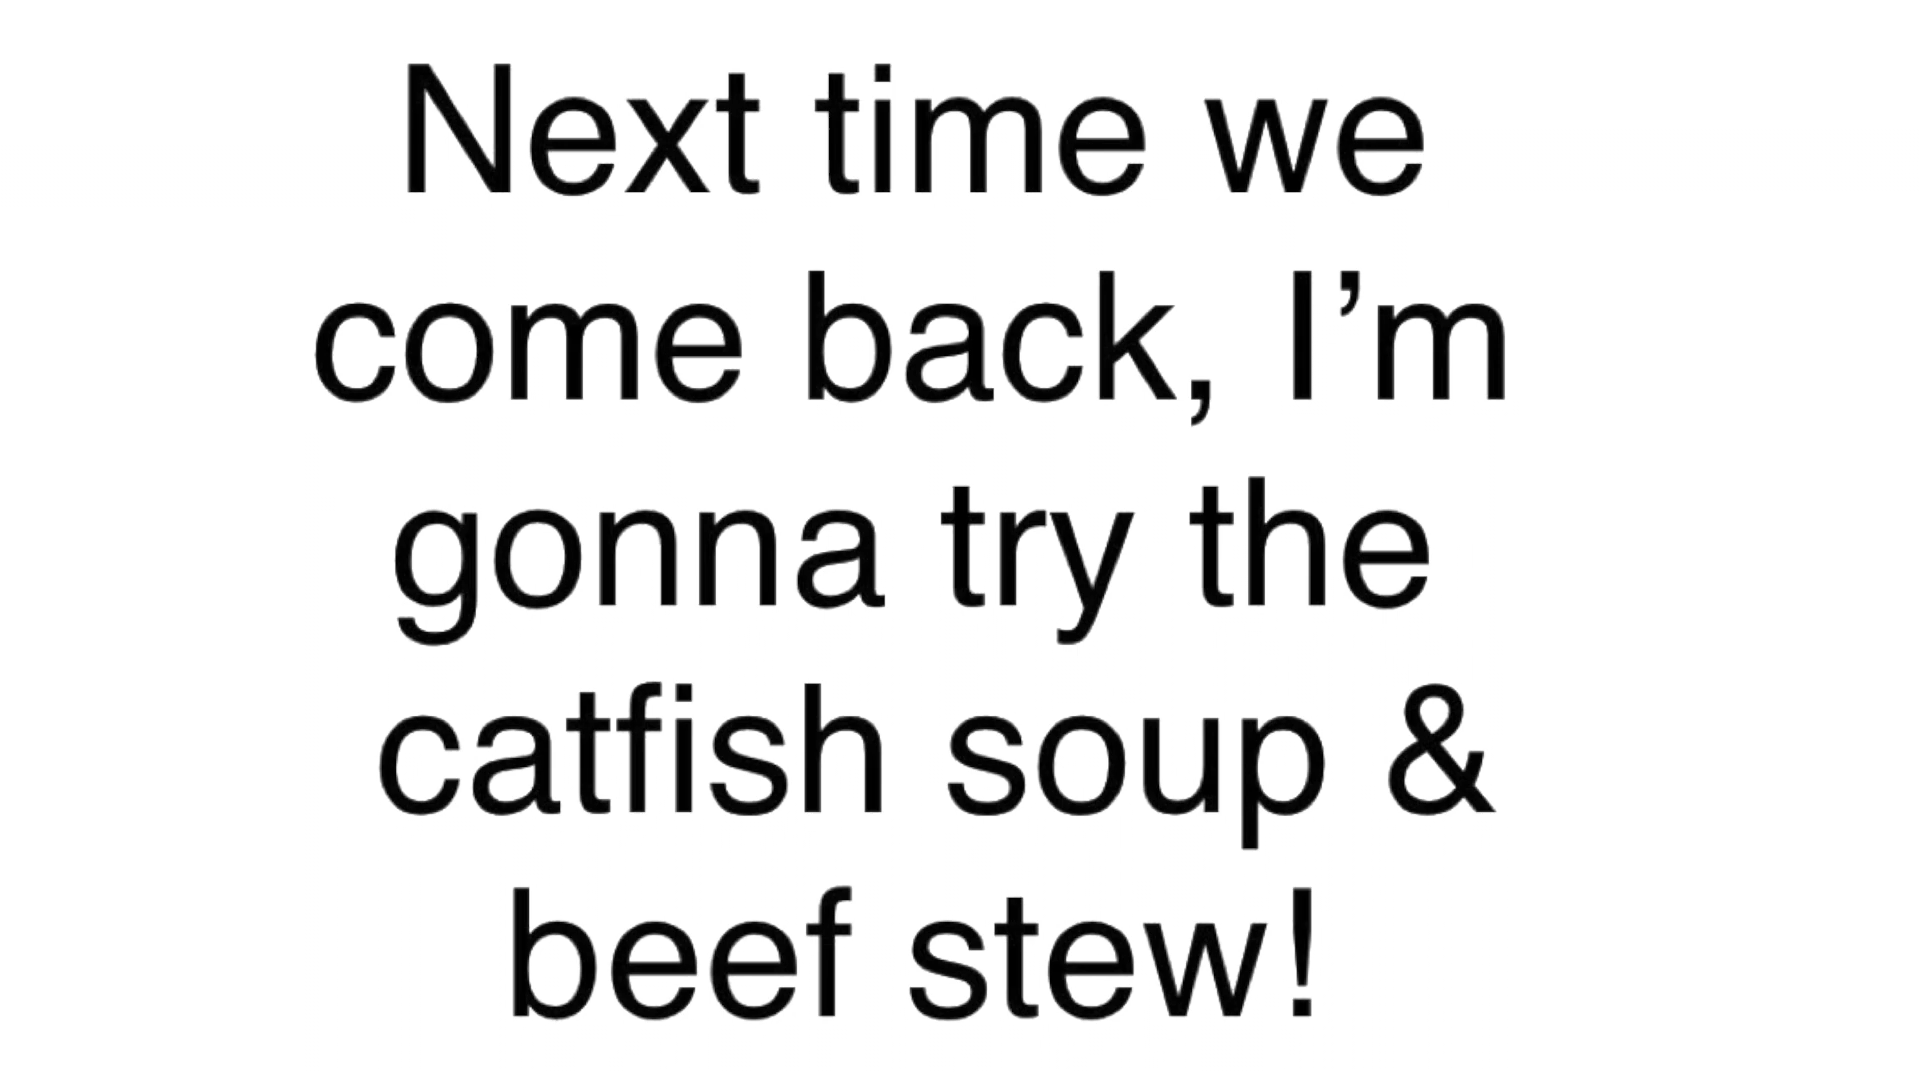 Next time we
come back, I’m
gonna try the
catfish soup &
beef stew!